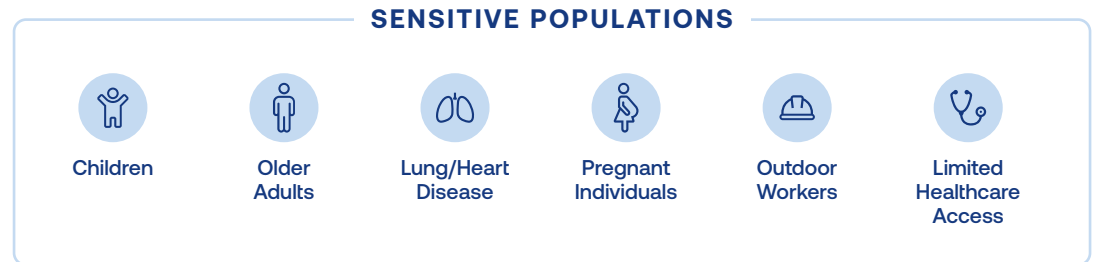 SENSITIVE POPULATIONS
Children
Older
Adults
Lung/Heart
Disease
Pregnant
Individuals
Outdoor
Workers
Limited
Healthcare
Access